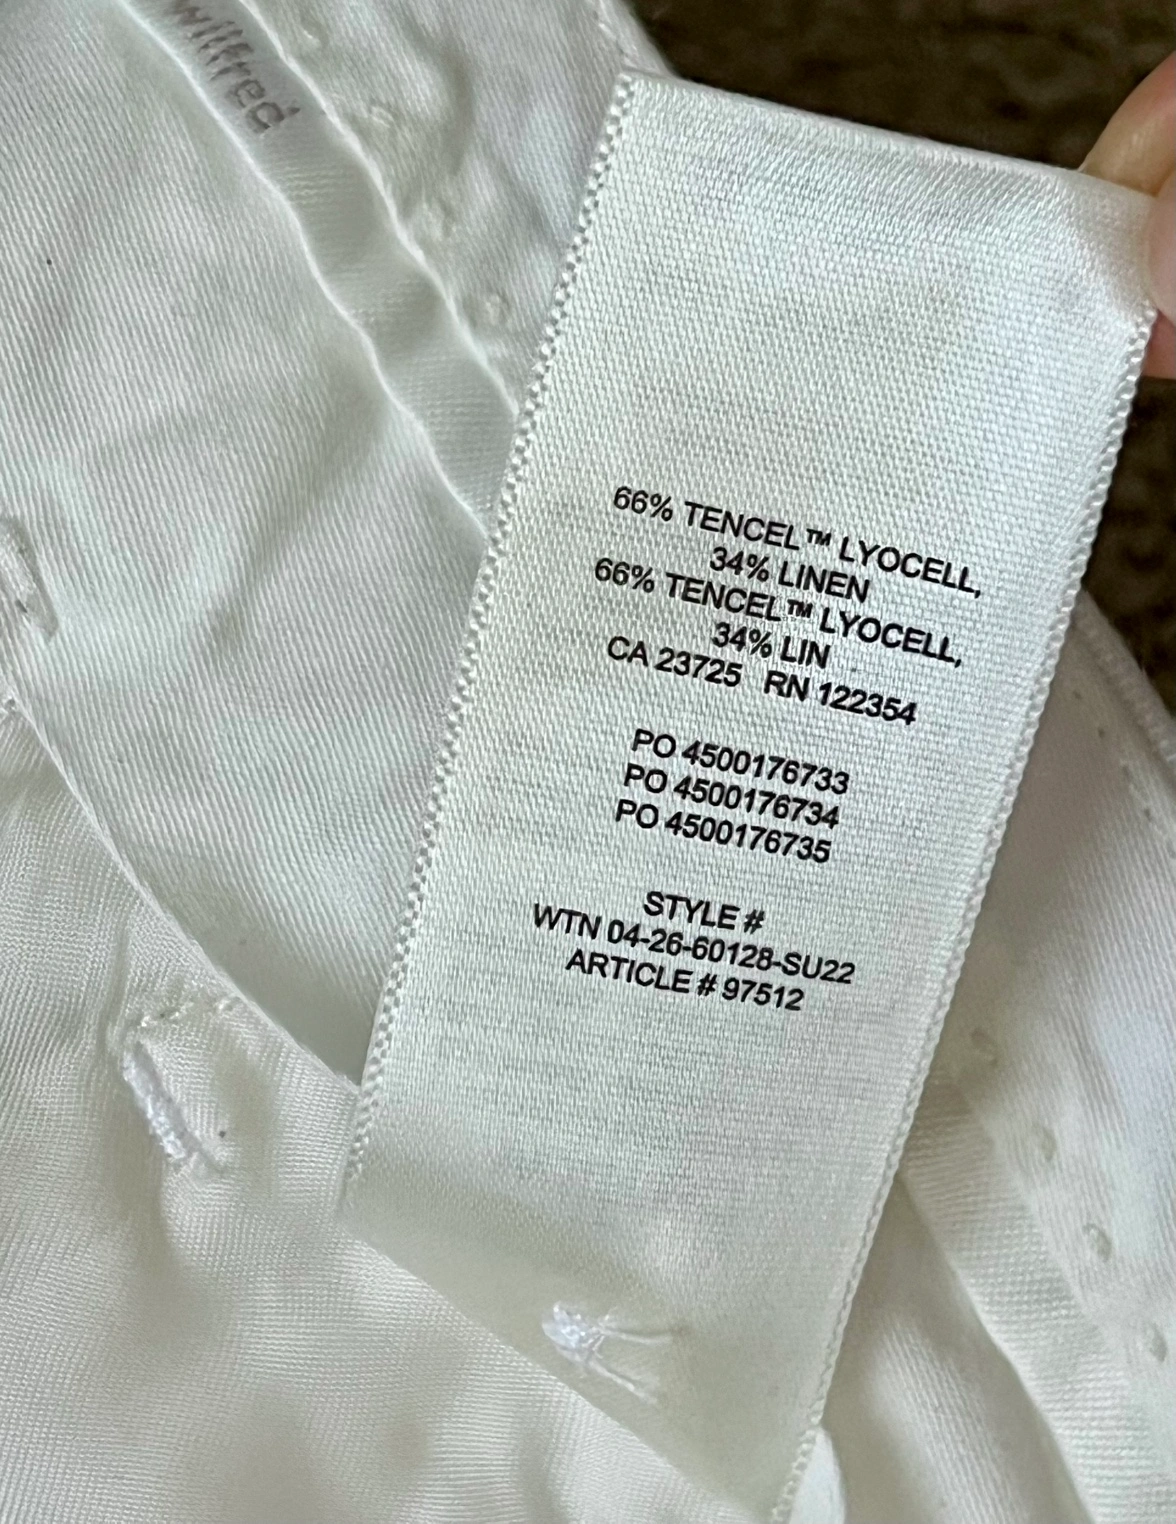 wilfred
66% TENCEL™ LYOCELL,
34% LINEN
66% TENCEL™ LYOCELL,
34% LIN
CA 23725 RN 122354
PO 4500176733
PO 4500176734
PO 4500176735
STYLE #
WTN 04-26-60128-SU22
ARTICLE # 97512